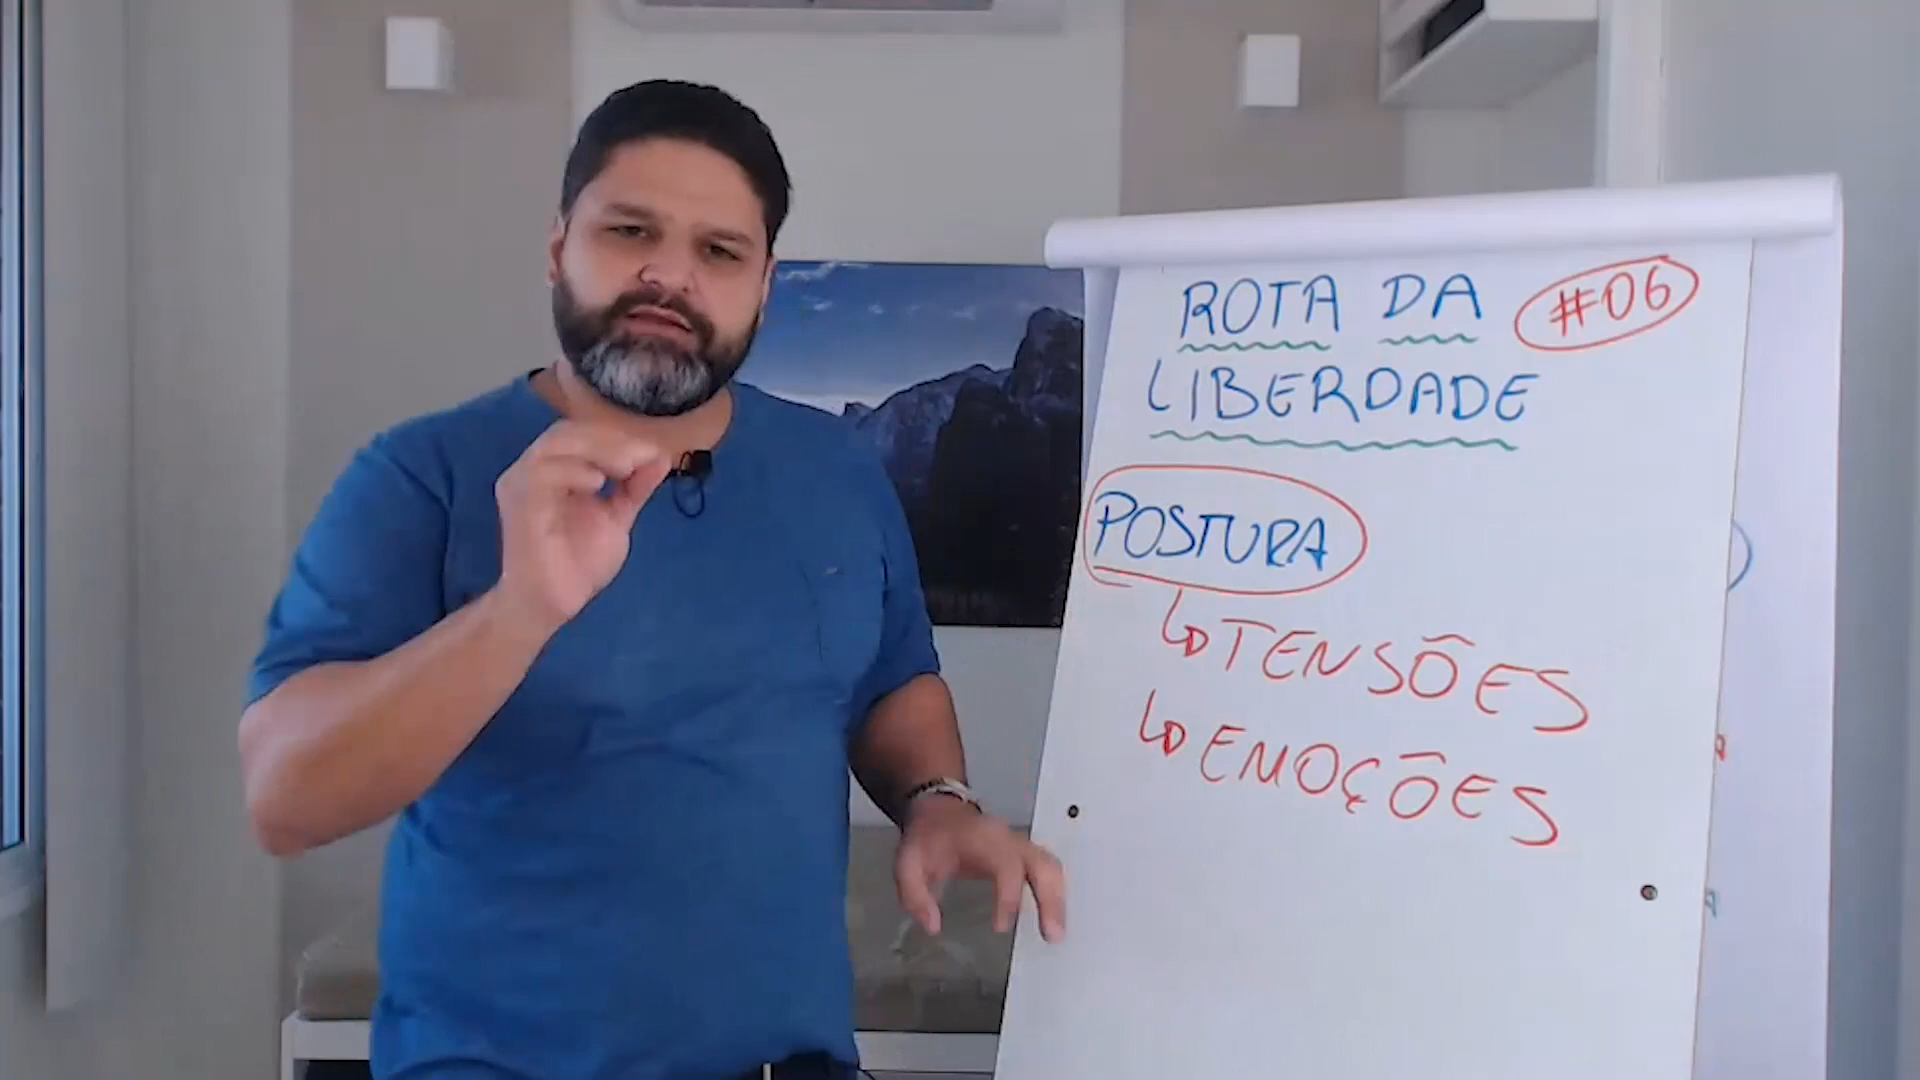 ROTA DA #06
LIBERDADE
POSTURA
TENSÕES
EMOÇÕES